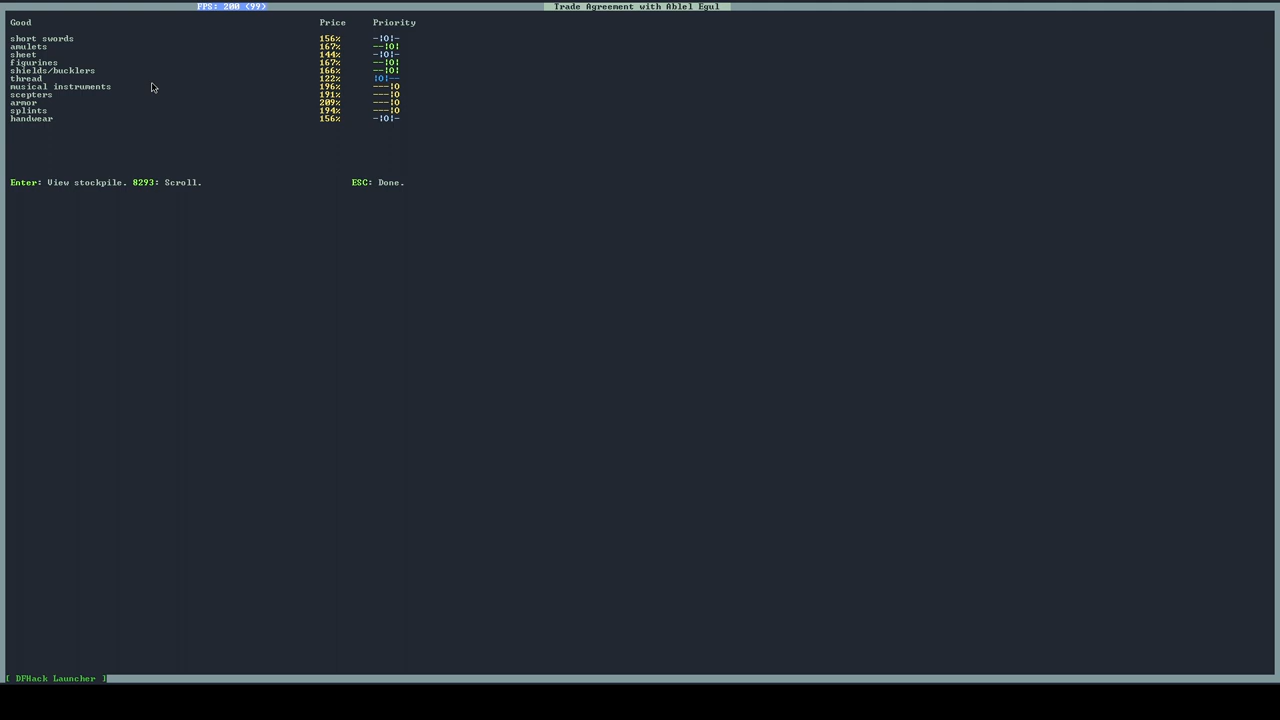 FPS: 200 (99)
Trade Agreement with Ablel Egul
Good Price Priority
short swords 156% -|O|-
amulets 167% --|O|
sheet 144% -|O|-
figurines 167% --|O|
shields/bucklers 166% --|O|
thread 122% |O|--
musical instruments 196% ---|O
scepters 191% ---|O
armor 209% ---|O
splints 194% ---|O
handwear 156% -|O|-
Enter: View stockpile. 8293: Scroll. ESC: Done.
[ DFHack Launcher ]